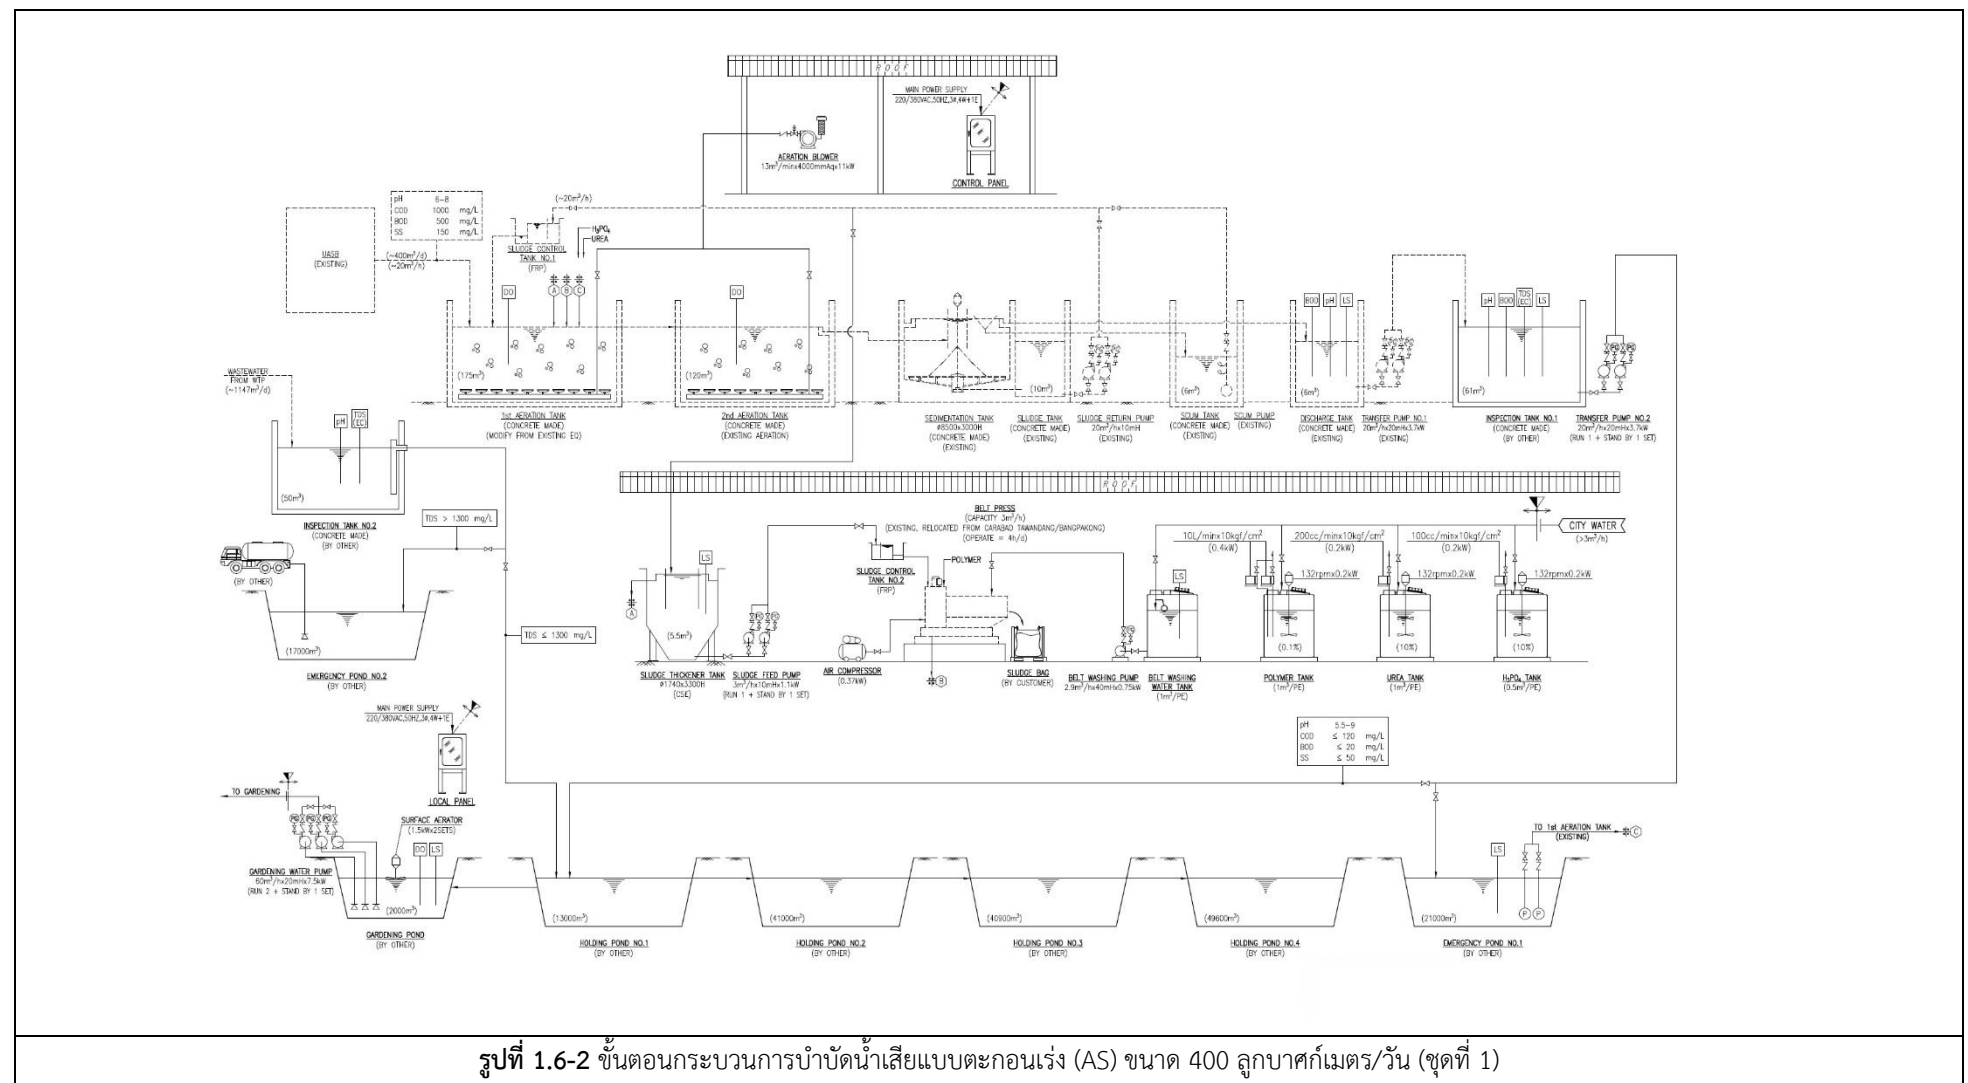 ROOF
MAIN POWER SUPPLY
220/380VAC,50HZ,3ø,4W+1E
AERATION BLOWER
13m³/minx4000mmAqx11kW
CONTROL PANEL
pH 6-8
COD 1000 mg/L
BOD 500 mg/L
SS 150 mg/L
UASB
(EXISTING)
(~400m³/d)
(~20m³/h)
(~20m³/h)
SLUDGE CONTROL
TANK NO.1
(FRP)
H₃PO₄
UREA
DO
A B C
(175m³)
1st AERATION TANK
(CONCRETE MADE)
(MODIFY FROM EXISTING EQ)
DO
(120m³)
2nd AERATION TANK
(CONCRETE MADE)
(EXISTING AERATION)
SEDIMENTATION TANK
ø8500x3000H
(CONCRETE MADE)
(EXISTING)
(10m³)
SLUDGE TANK
(CONCRETE MADE)
(EXISTING)
SLUDGE RETURN PUMP
20m³/hx10mH
(EXISTING)
(6m³)
SCUM TANK
(CONCRETE MADE)
(EXISTING)
SCUM PUMP
(EXISTING)
BOD pH LS
(6m³)
DISCHARGE TANK
(CONCRETE MADE)
(EXISTING)
TRANSFER PUMP NO.1
20m³/hx20mHx3.7kW
(EXISTING)
pH BOD TDS (EC) LS
(61m³)
INSPECTION TANK NO.1
(CONCRETE MADE)
(BY OTHER)
PG PG
TRANSFER PUMP NO.2
20m³/hx20mHx3.7kW
(RUN 1 + STAND BY 1 SET)
WASTEWATER
FROM WTP
(~1147m³/d)
pH TDS (EC)
(50m³)
INSPECTION TANK NO.2
(CONCRETE MADE)
(BY OTHER)
TDS > 1300 mg/L
(BY OTHER)
(17000m³)
EMERGENCY POND NO.2
(BY OTHER)
TDS ≤ 1300 mg/L
ROOF
BELT PRESS
(CAPACITY 3m³/h)
(EXISTING, RELOCATED FROM CARABAO TAWANDANG/BANGPAKONG)
(OPERATE = 4h/d)
LS
A
(5.5m³)
SLUDGE THICKENER TANK
ø1740x3300H
(CSE)
PG PG
SLUDGE FEED PUMP
3m³/hx10mHx1.1kW
(RUN 1 + STAND BY 1 SET)
SLUDGE CONTROL
TANK NO.2
(FRP)
POLYMER
AIR COMPRESSOR
(0.37kW)
B
SLUDGE BAG
(BY CUSTOMER)
PG
BELT WASHING PUMP
2.9m³/hx40mHx0.75kW
LS
BELT WASHING
WATER TANK
(1m³/PE)
10L/minx10kgf/cm²
(0.4kW)
132rpmx0.2kW
(0.1%)
POLYMER TANK
(1m³/PE)
200cc/minx10kgf/cm²
(0.2kW)
132rpmx0.2kW
(10%)
UREA TANK
(1m³/PE)
100cc/minx10kgf/cm²
(0.2kW)
132rpmx0.2kW
(10%)
H₃PO₄ TANK
(0.5m³/PE)
CITY WATER
(>3m³/h)
MAIN POWER SUPPLY
220/380VAC,50HZ,3ø,4W+1E
LOCAL PANEL
pH 5.5-9
COD ≤ 120 mg/L
BOD ≤ 20 mg/L
SS ≤ 50 mg/L
TO GARDENING
PG PG PG
GARDENING WATER PUMP
60m³/hx20mHx7.5kW
(RUN 2 + STAND BY 1 SET)
SURFACE AERATOR
(1.5kWx2SETS)
DO LS
(2000m³)
GARDENING POND
(BY OTHER)
(13000m³)
HOLDING POND NO.1
(BY OTHER)
(41000m³)
HOLDING POND NO.2
(BY OTHER)
(40900m³)
HOLDING POND NO.3
(BY OTHER)
(49600m³)
HOLDING POND NO.4
(BY OTHER)
TO 1st AERATION TANK
(EXISTING)
C
LS
P P
(21000m³)
EMERGENCY POND NO.1
(BY OTHER)
รูปที่ 1.6-2 ขั้นตอนกระบวนการบำบัดน้ำเสียแบบตะกอนเร่ง (AS) ขนาด 400 ลูกบาศก์เมตร/วัน (ชุดที่ 1)